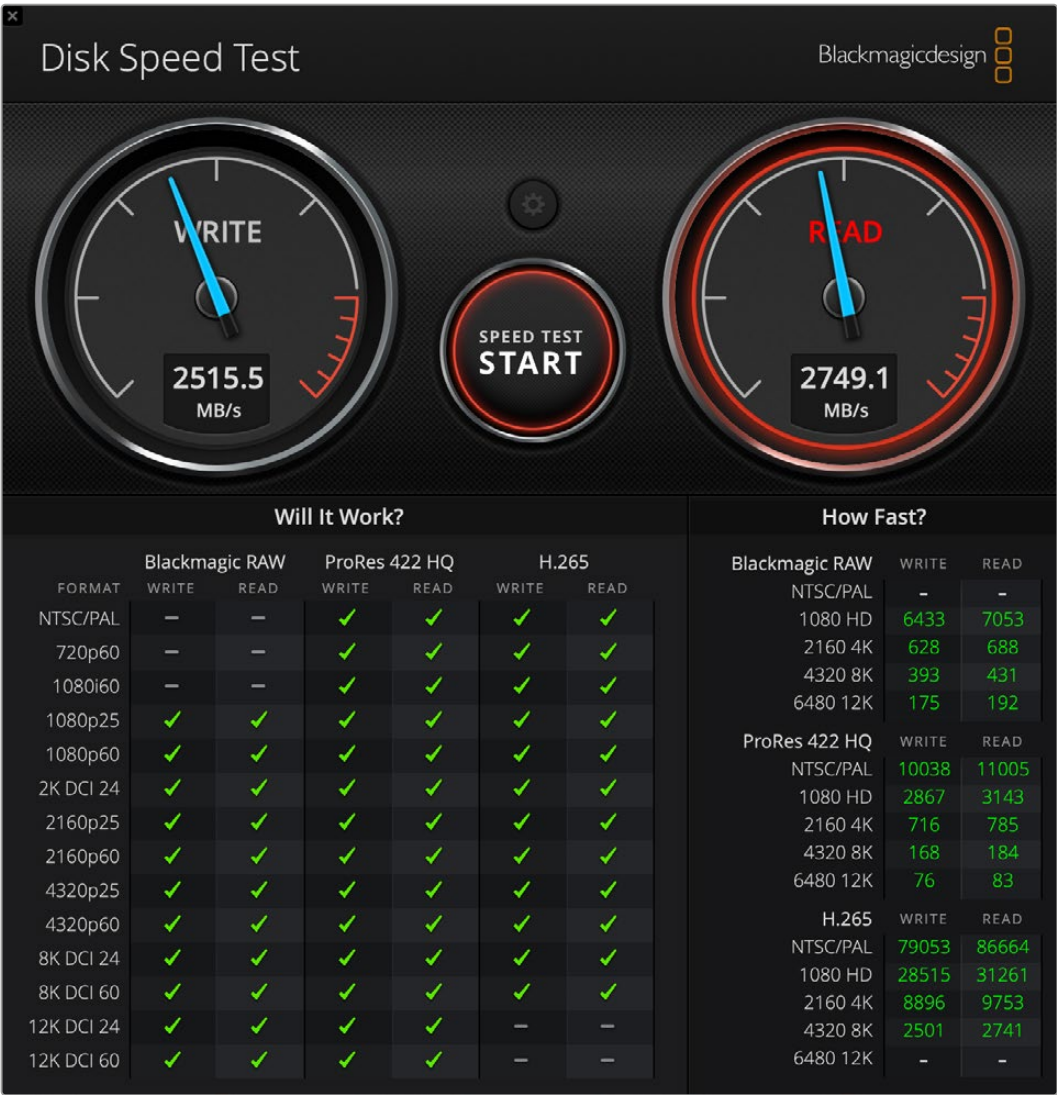 Disk Speed Test
Blackmagicdesign
WRITE
2515.5
MB/s
SPEED TEST
START
READ
2749.1
MB/s
Will It Work?
Blackmagic RAW ProRes 422 HQ H.265
FORMAT WRITE READ WRITE READ WRITE READ
NTSC/PAL – – ✓ ✓ ✓ ✓
720p60 – – ✓ ✓ ✓ ✓
1080i60 – – ✓ ✓ ✓ ✓
1080p25 ✓ ✓ ✓ ✓ ✓ ✓
1080p60 ✓ ✓ ✓ ✓ ✓ ✓
2K DCI 24 ✓ ✓ ✓ ✓ ✓ ✓
2160p25 ✓ ✓ ✓ ✓ ✓ ✓
2160p60 ✓ ✓ ✓ ✓ ✓ ✓
4320p25 ✓ ✓ ✓ ✓ ✓ ✓
4320p60 ✓ ✓ ✓ ✓ ✓ ✓
8K DCI 24 ✓ ✓ ✓ ✓ ✓ ✓
8K DCI 60 ✓ ✓ ✓ ✓ ✓ ✓
12K DCI 24 ✓ ✓ ✓ ✓ – –
12K DCI 60 ✓ ✓ ✓ ✓ – –
How Fast?
Blackmagic RAW WRITE READ
NTSC/PAL - -
1080 HD 6433 7053
2160 4K 628 688
4320 8K 393 431
6480 12K 175 192
ProRes 422 HQ WRITE READ
NTSC/PAL 10038 11005
1080 HD 2867 3143
2160 4K 716 785
4320 8K 168 184
6480 12K 76 83
H.265 WRITE READ
NTSC/PAL 79053 86664
1080 HD 28515 31261
2160 4K 8896 9753
4320 8K 2501 2741
6480 12K - -